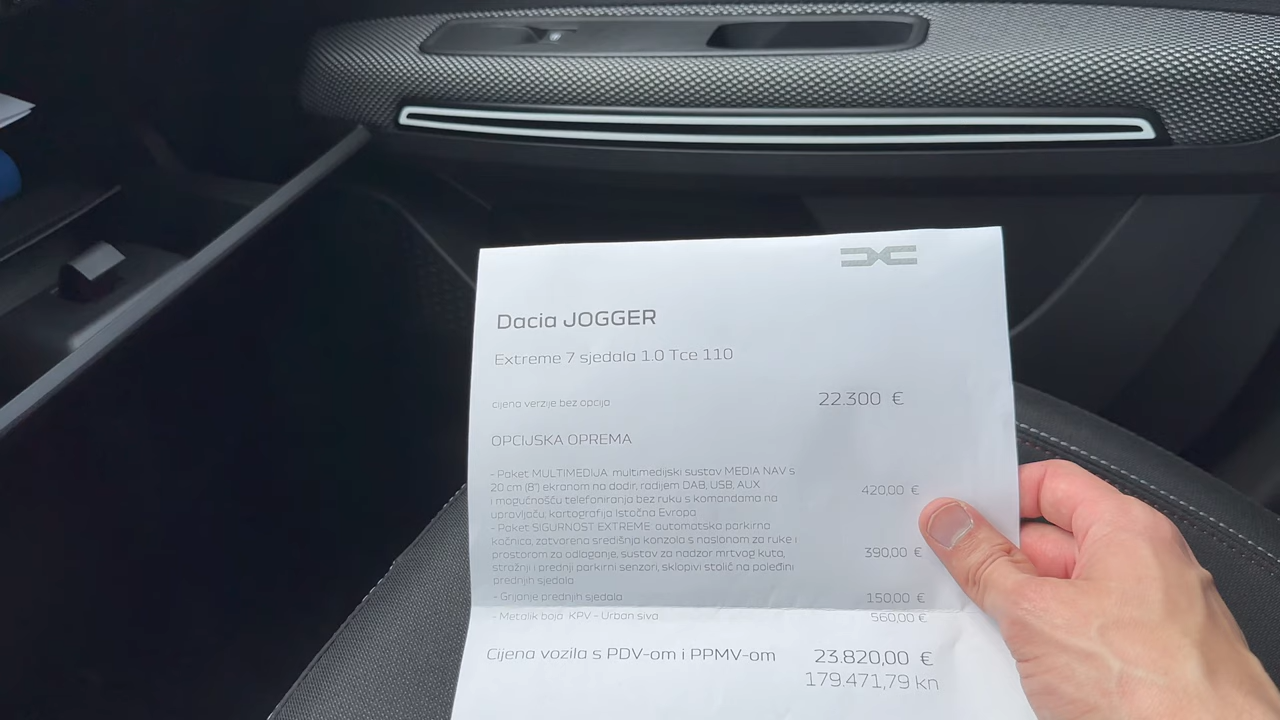 Dacia JOGGER
Extreme 7 sjedala 1.0 Tce 110
cijena verzije bez opcija 22.300 €
OPCIJSKA OPREMA
- Paket MULTIMEDIJA: multimedijski sustav MEDIA NAV s
20 cm (8") ekranom na dodir, radijem DAB, USB, AUX
i mogućnošću telefoniranja bez ruku s komandama na
upravljaču, kartografija Istočna Evropa 420,00 €
- Paket SIGURNOST EXTREME: automatska parkirna
kočnica, zatvorena središnja konzola s naslonom za ruke i
prostorom za odlaganje, sustav za nadzor mrtvog kuta,
stražnji i prednji parkirni senzori, sklopivi stolić na poleđini
prednjih sjedala 390,00 €
- Grijanje prednjih sjedala 150,00 €
- Metalik boja: KPV - Urban siva 560,00 €
Cijena vozila s PDV-om i PPMV-om 23.820,00 €
179.471,79 kn